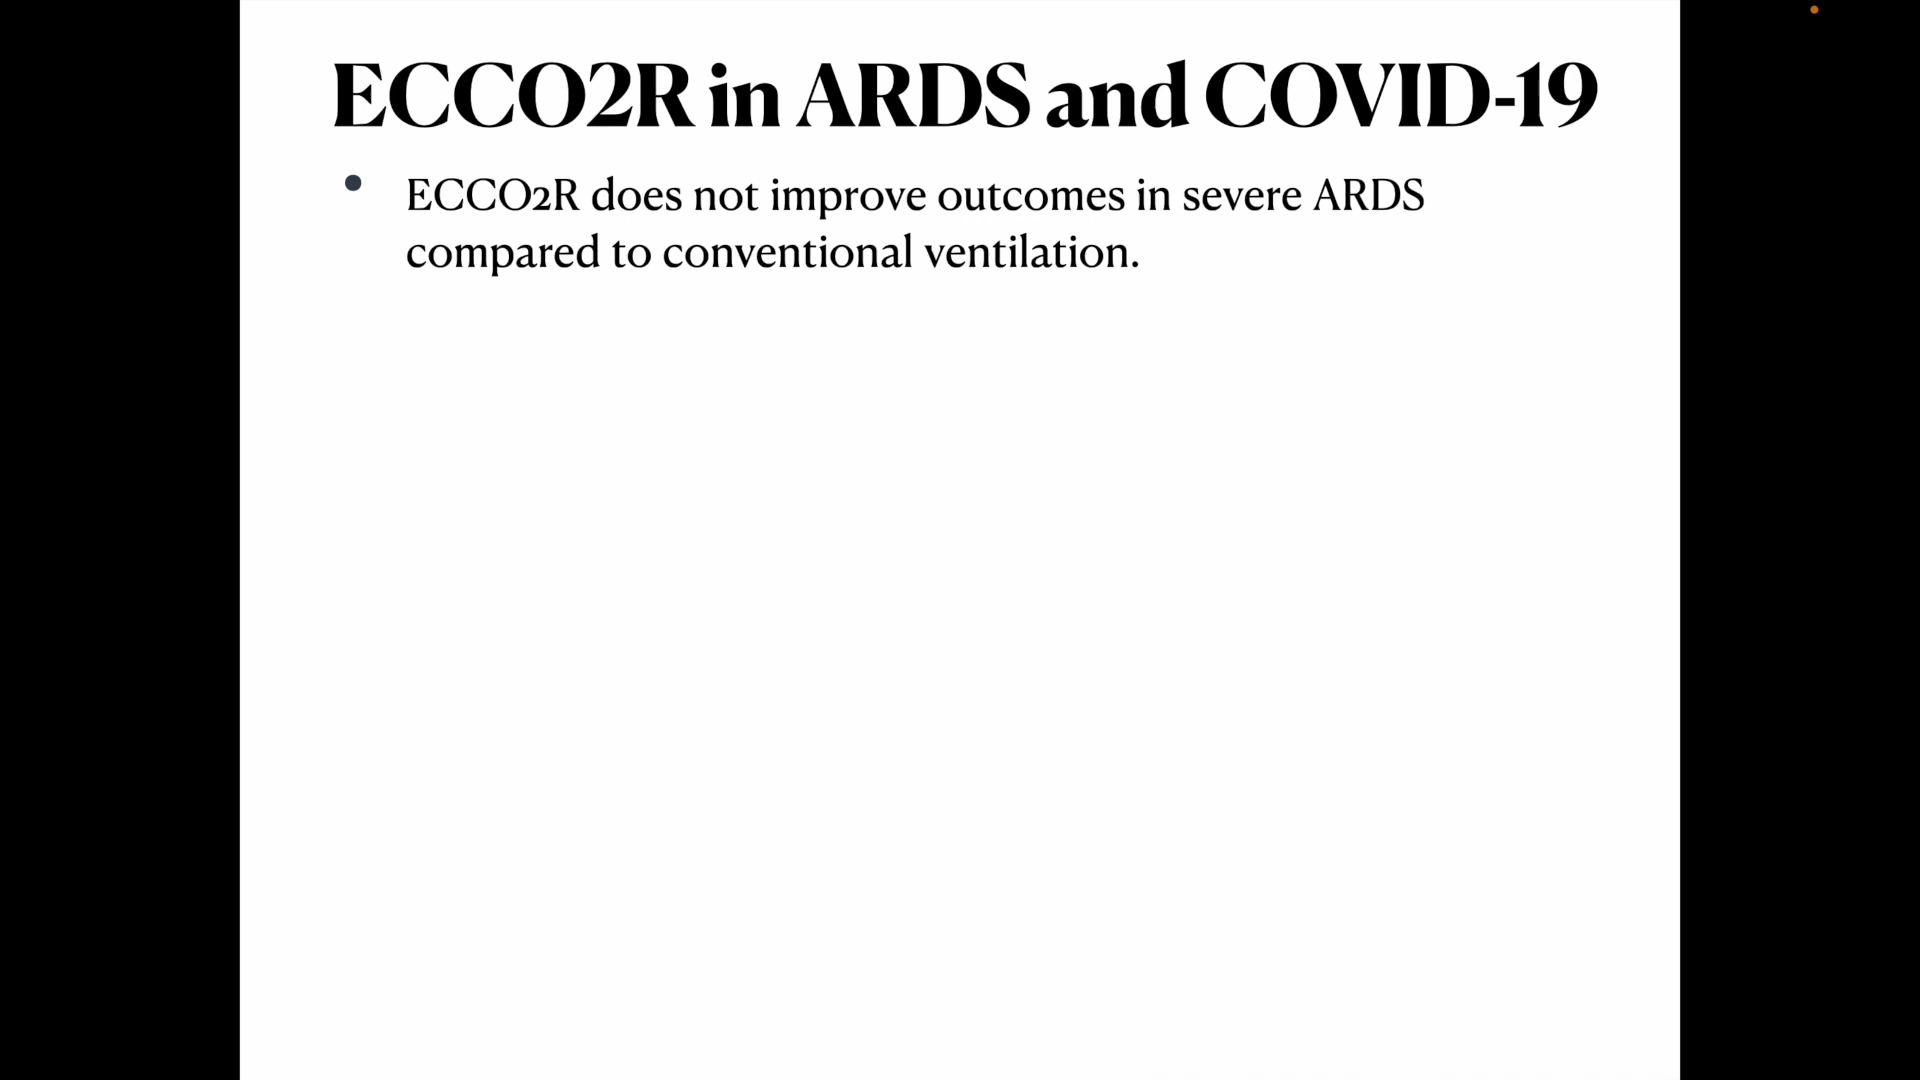 ECCO2R in ARDS and COVID-19
• ECCO2R does not improve outcomes in severe ARDS
compared to conventional ventilation.